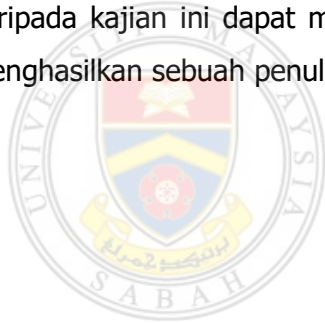 ripada kajian ini dapat m
enghasilkan sebuah penul
UNIVERSITI MALAYSIA
SABAH